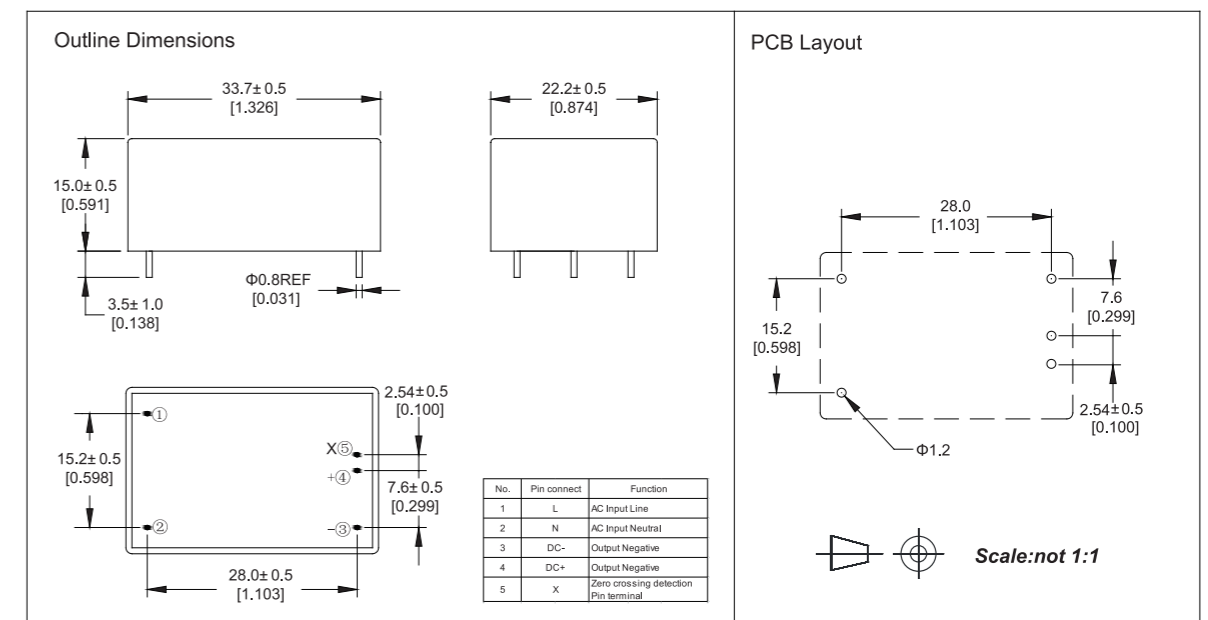 Outline Dimensions
33.7± 0.5
[1.326]
22.2± 0.5
[0.874]
15.0± 0.5
[0.591]
3.5± 1.0
[0.138]
Φ0.8REF
[0.031]
①
X⑤
+④
②
-③
15.2± 0.5
[0.598]
2.54±0.5
[0.100]
7.6± 0.5
[0.299]
28.0± 0.5
[1.103]
No. Pin connect Function
1 L AC Input Line
2 N AC Input Neutral
3 DC- Output Negative
4 DC+ Output Negative
5 X Zero crossing detection
Pin terminal
PCB Layout
28.0
[1.103]
15.2
[0.598]
7.6
[0.299]
2.54±0.5
[0.100]
Φ1.2
Scale:not 1:1